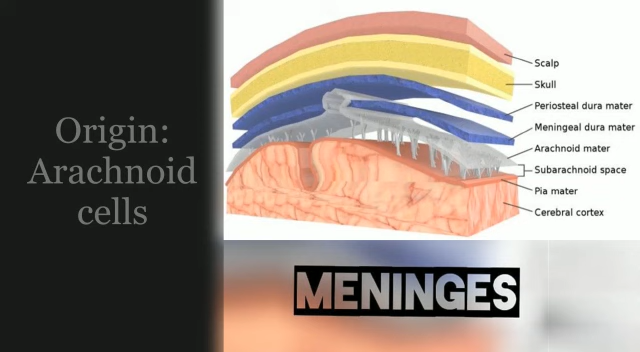 Origin:
Arachnoid
cells
Scalp
Skull
Periosteal dura mater
Meningeal dura mater
Arachnoid mater
Subarachnoid space
Pia mater
Cerebral cortex
MENINGES